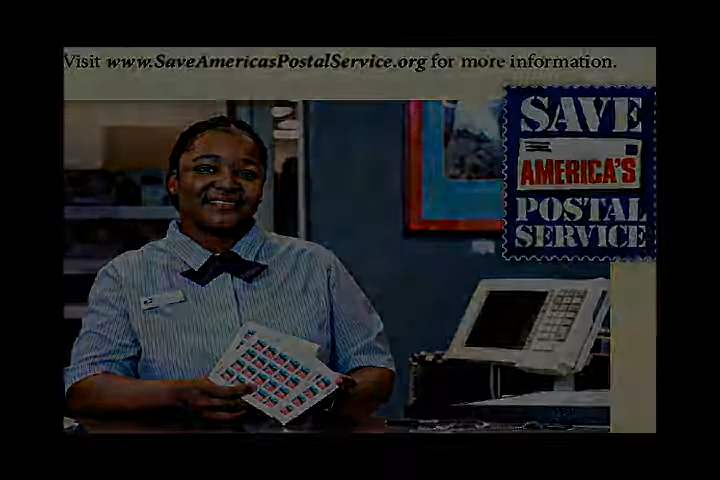 Visit www.SaveAmericasPostalService.org for more information.
SAVE
AMERICA'S
POSTAL
SERVICE